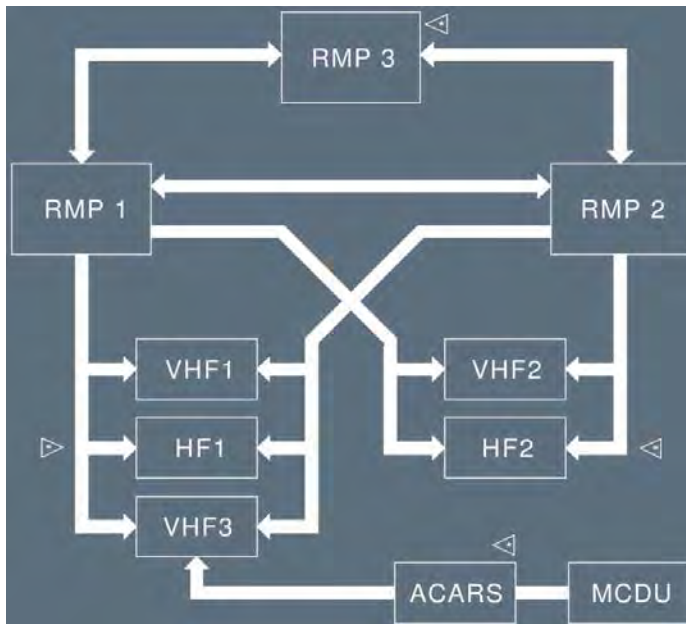 RMP 3
RMP 1
RMP 2
VHF1
VHF2
HF1
HF2
VHF3
ACARS
MCDU